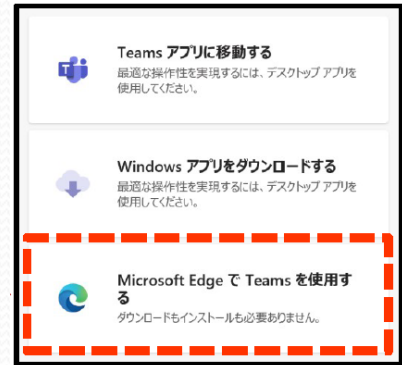 Teams アプリに移動する
最適な操作性を実現するには、デスクトップ アプリを
使用してください。
Windows アプリをダウンロードする
最適な操作性を実現するには、デスクトップ アプリを
使用してください。
Microsoft Edge で Teams を使用す
る
ダウンロードもインストールも必要ありません。